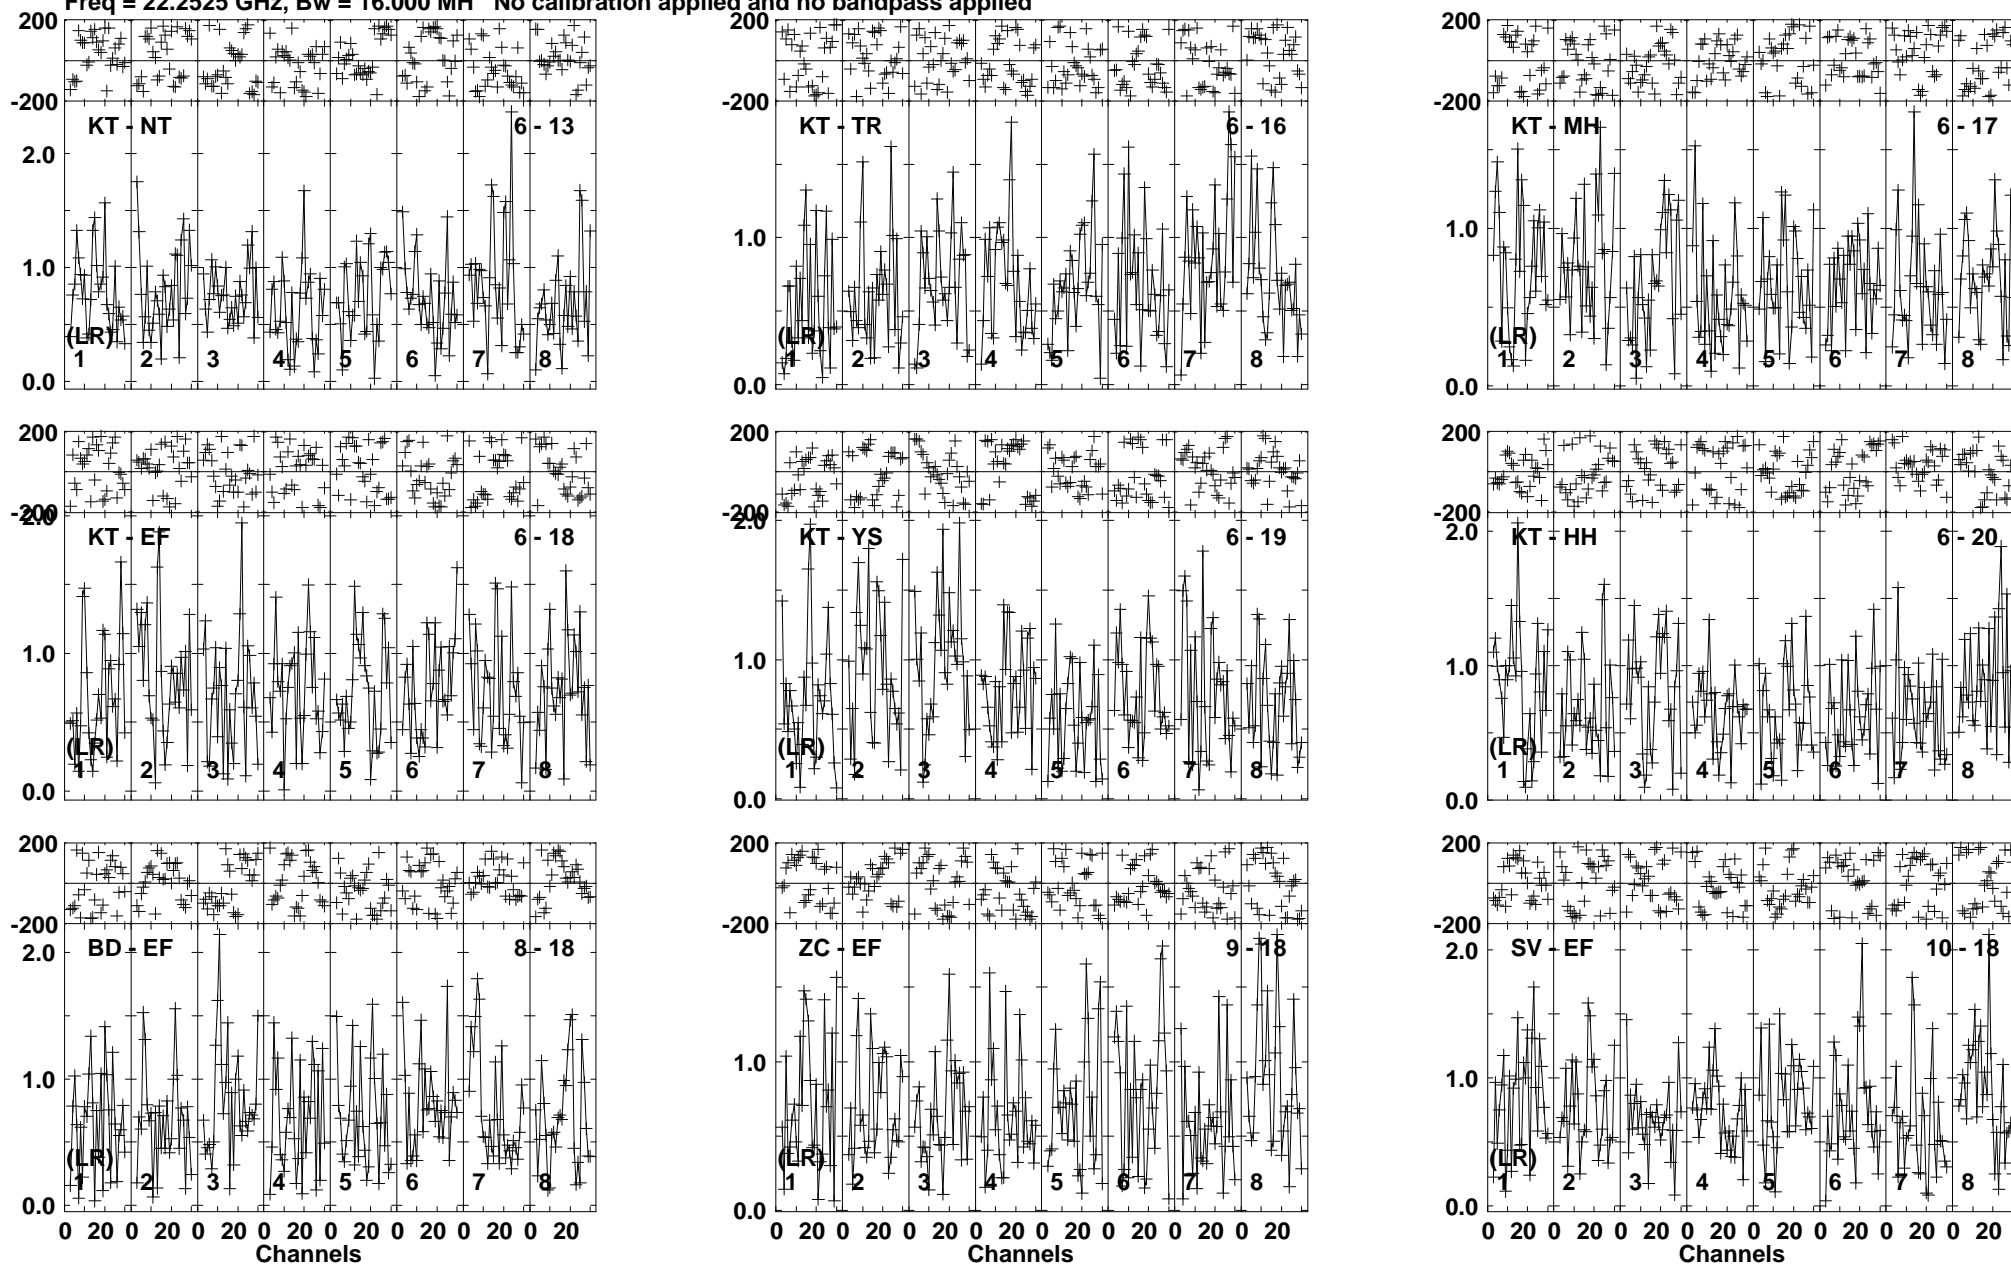 Freq = 22.2525 GHz, Bw = 16.000 MH No calibration applied and no bandpass applied
200 200 200
-200 -200 -200
KT - NT 6 - 13 KT - TR 6 - 16 KT - MH 6 - 17
2.0
1.0 1.0 1.0
(LR) (LR) (LR)
1 2 3 4 5 6 7 8 1 2 3 4 5 6 7 8 1 2 3 4 5 6 7 8
0.0 0.0 0.0
200 200 200
-200 -200 -200
2.0 2.0 2.0
KT - EF 6 - 18 KT - YS 6 - 19 KT - HH 6 - 20
1.0 1.0 1.0
(LR) (LR) (LR)
1 2 3 4 5 6 7 8 1 2 3 4 5 6 7 8 1 2 3 4 5 6 7 8
0.0 0.0 0.0
200 200 200
-200 -200 -200
BD - EF 8 - 18 ZC - EF 9 - 18 SV - EF 10 - 18
2.0 2.0
1.0 1.0 1.0
(LR) (LR) (LR)
1 2 3 4 5 6 7 8 1 2 3 4 5 6 7 8 1 2 3 4 5 6 7 8
0.0 0.0 0.0
0 20 0 20 0 20 0 20 0 20 0 20 0 20 0 20 0 20 0 20 0 20 0 20 0 20 0 20 0 20 0 20 0 20 0 20 0 20 0 20 0 20 0 20 0 20 0 20
Channels Channels Channels